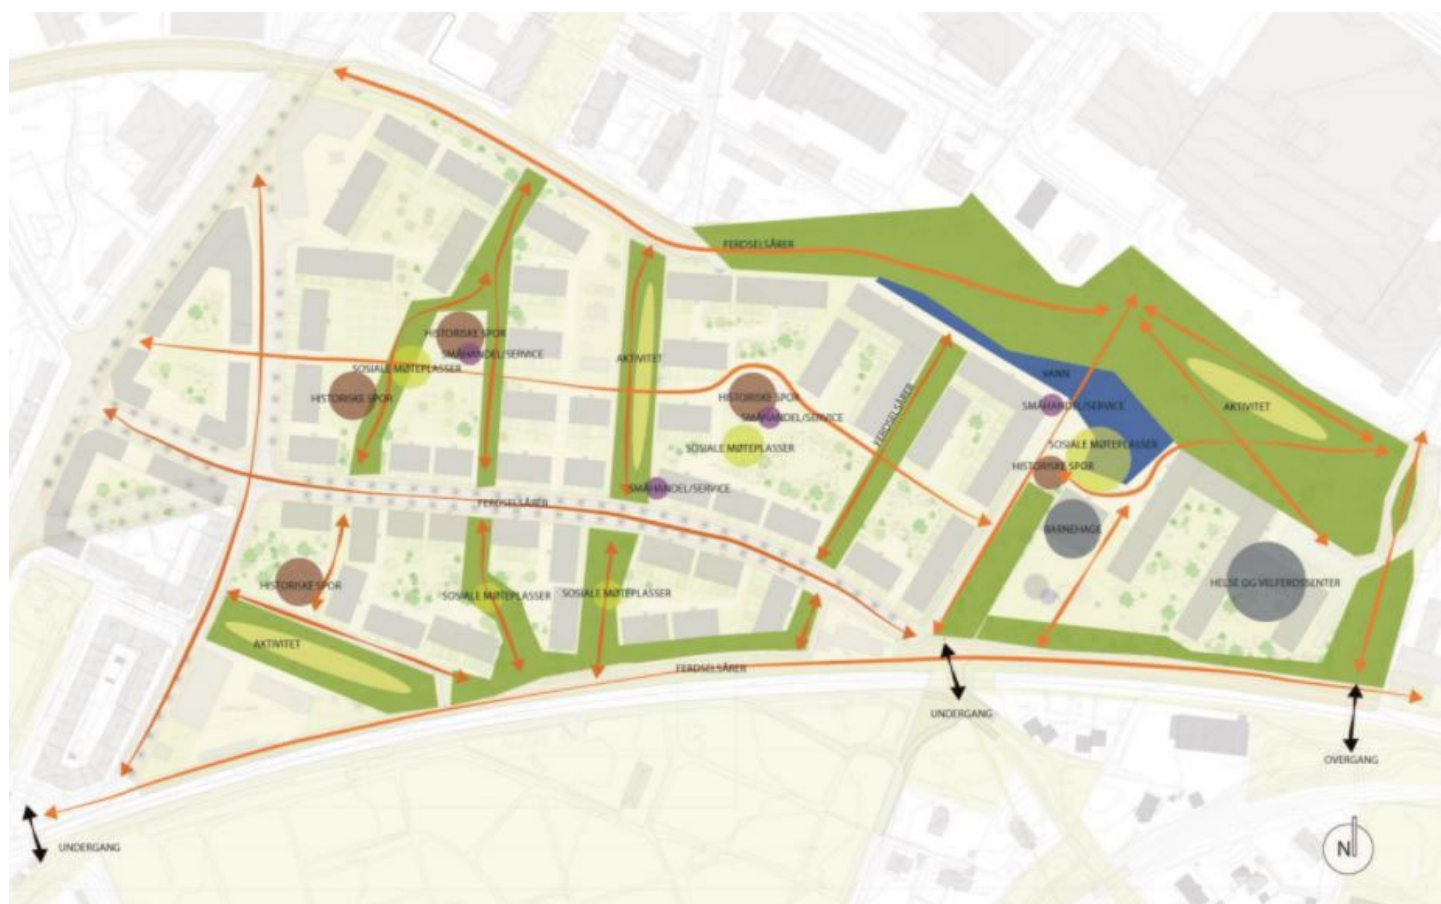 FERDSELSÅRER
HISTORISKE SPOR
SMÅHANDEL/SERVICE
SOSIALE MØTEPLASSER
AKTIVITET
VANN
HISTORISKE SPOR
HISTORISKE SPOR
FERDSELSÅRER
SMÅHANDEL/SERVICE
AKTIVITET
SMÅHANDEL/SERVICE
SOSIALE MØTEPLASSER
SOSIALE MØTEPLASSER
HISTORISKE SPOR
SMÅHANDEL/SERVICE
FERDSELSÅRER
BARNEHAGE
HISTORISKE SPOR
HELSE OG VELFERDSSENTER
SOSIALE MØTEPLASSER
SOSIALE MØTEPLASSER
AKTIVITET
FERDSELSÅRER
UNDERGANG
OVERGANG
UNDERGANG
N